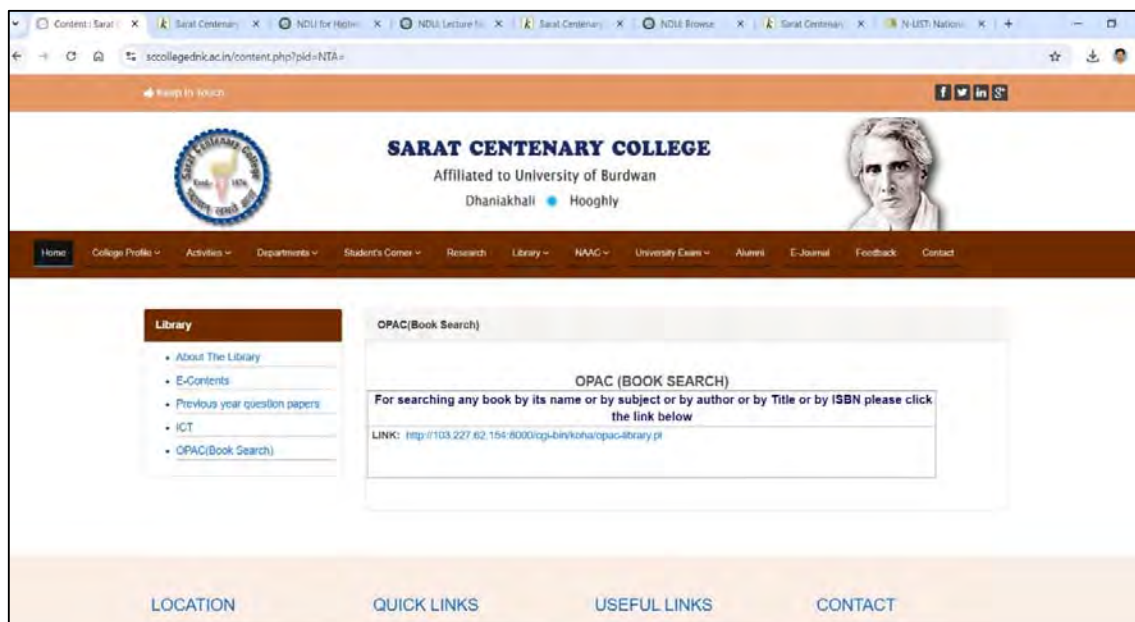 Content : Sarat
Sarat Centenary
NDLI for Higher
NDLI: Lecture N
Sarat Centenary
NDLI: Browse
Sarat Centenary
N-LIST: Nation
sccollegednk.ac.in/content.php?pid=NTA=
Keep In Touch
Sarat Centenary College
Estd.- 1978
SARAT CENTENARY COLLEGE
Affiliated to University of Burdwan
Dhaniakhali Hooghly
Home College Profile Activities Departments Student's Corner Research Library NAAC University Exam Alumni E-Journal Feedback Contact
Library
About The Library
E-Contents
Previous year question papers
ICT
OPAC(Book Search)
OPAC(Book Search)
OPAC (BOOK SEARCH)
For searching any book by its name or by subject or by author or by Title or by ISBN please click
the link below
LINK: http://103.227.62.154:8000/cgi-bin/koha/opac-library.pl
LOCATION QUICK LINKS USEFUL LINKS CONTACT